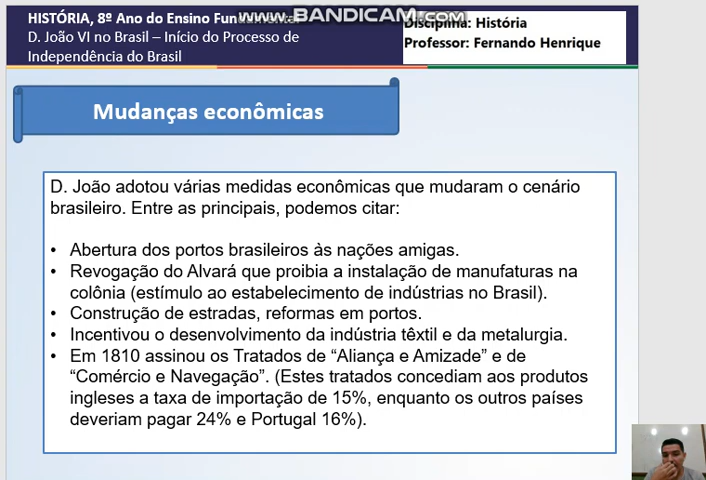 HISTÓRIA, 8º Ano do Ensino Fundamental
www.BANDICAM.com
D. João VI no Brasil – Início do Processo de
Independência do Brasil
Disciplina: História
Professor: Fernando Henrique
Mudanças econômicas
D. João adotou várias medidas econômicas que mudaram o cenário
brasileiro. Entre as principais, podemos citar:
• Abertura dos portos brasileiros às nações amigas.
• Revogação do Alvará que proibia a instalação de manufaturas na
colônia (estímulo ao estabelecimento de indústrias no Brasil).
• Construção de estradas, reformas em portos.
• Incentivou o desenvolvimento da indústria têxtil e da metalurgia.
• Em 1810 assinou os Tratados de “Aliança e Amizade” e de
“Comércio e Navegação”. (Estes tratados concediam aos produtos
ingleses a taxa de importação de 15%, enquanto os outros países
deveriam pagar 24% e Portugal 16%).